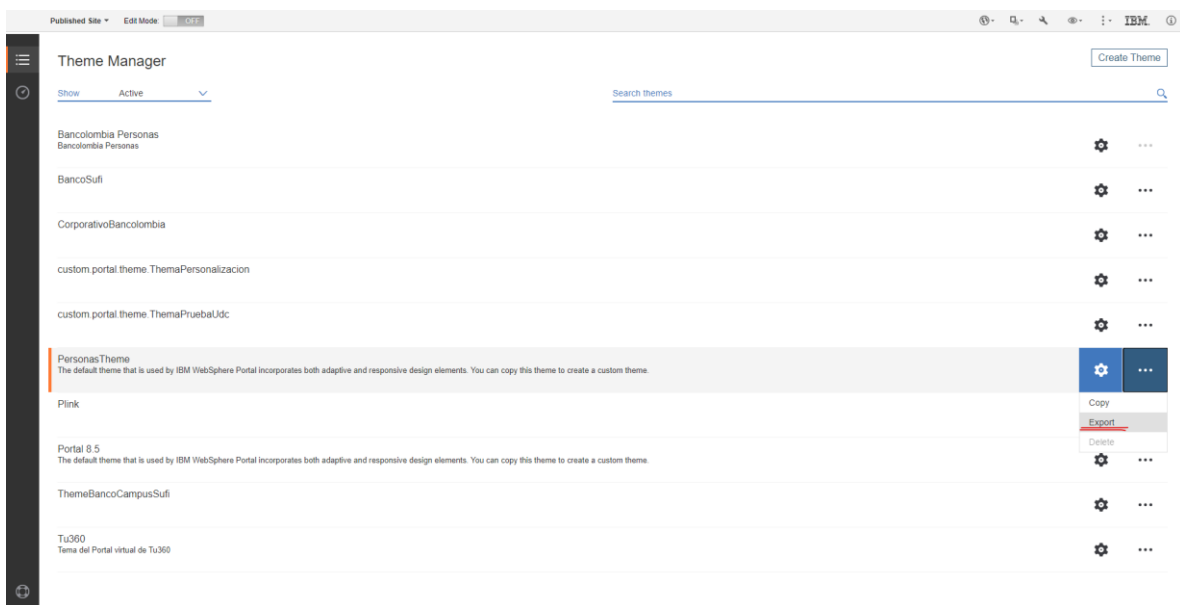 Published Site Edit Mode: OFF IBM.
Theme Manager
Create Theme
Show Active
Search themes
Bancolombia Personas
Bancolombia Personas
BancoSufi
CorporativoBancolombia
custom.portal.theme.ThemaPersonalizacion
custom.portal.theme.ThemaPruebaUdc
PersonasTheme
The default theme that is used by IBM WebSphere Portal incorporates both adaptive and responsive design elements. You can copy this theme to create a custom theme.
Plink
Copy
Export
Delete
Portal 8.5
The default theme that is used by IBM WebSphere Portal incorporates both adaptive and responsive design elements. You can copy this theme to create a custom theme.
ThemeBancoCampusSufi
Tu360
Tema del Portal virtual de Tu360